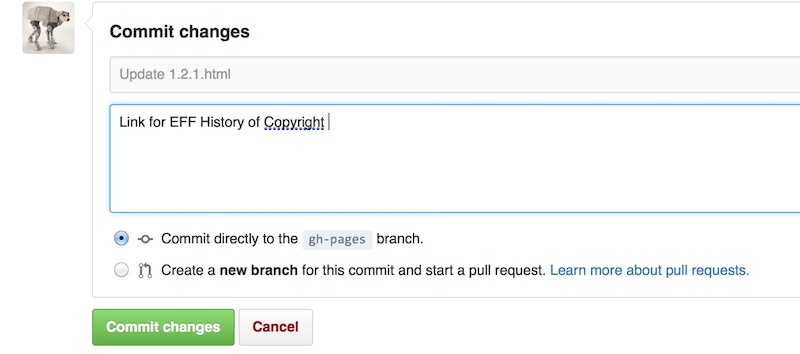 Commit changes
Update 1.2.1.html
Link for EFF History of Copyright
Commit directly to the gh-pages branch.
Create a new branch for this commit and start a pull request. Learn more about pull requests.
Commit changes Cancel